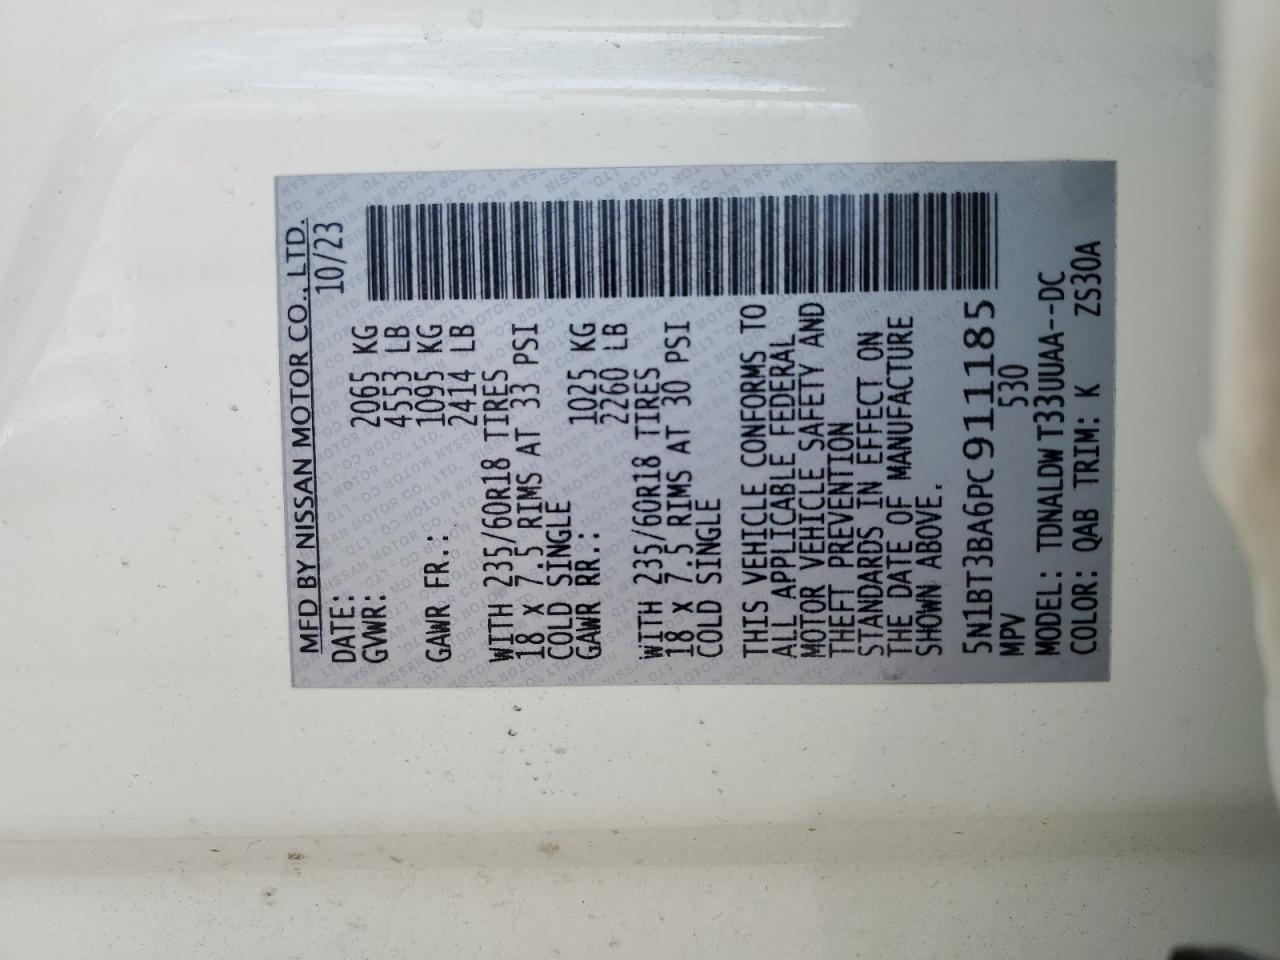 MFD BY NISSAN MOTOR CO., LTD.
DATE: 10/23
GVWR: 2065 KG
4553 LB
GAWR FR.: 1095 KG
2414 LB
WITH 235/60R18 TIRES
18 x 7.5 RIMS AT 33 PSI
COLD SINGLE
GAWR RR.: 1025 KG
2260 LB
WITH 235/60R18 TIRES
18 x 7.5 RIMS AT 30 PSI
COLD SINGLE
THIS VEHICLE CONFORMS TO
ALL APPLICABLE FEDERAL
MOTOR VEHICLE SAFETY AND
THEFT PREVENTION
STANDARDS IN EFFECT ON
THE DATE OF MANUFACTURE
SHOWN ABOVE.
5N1BT3BA6PC911185
MPV 530
MODEL: TDNALDW T33UUAA--DC
COLOR: QAB TRIM: K ZS30A